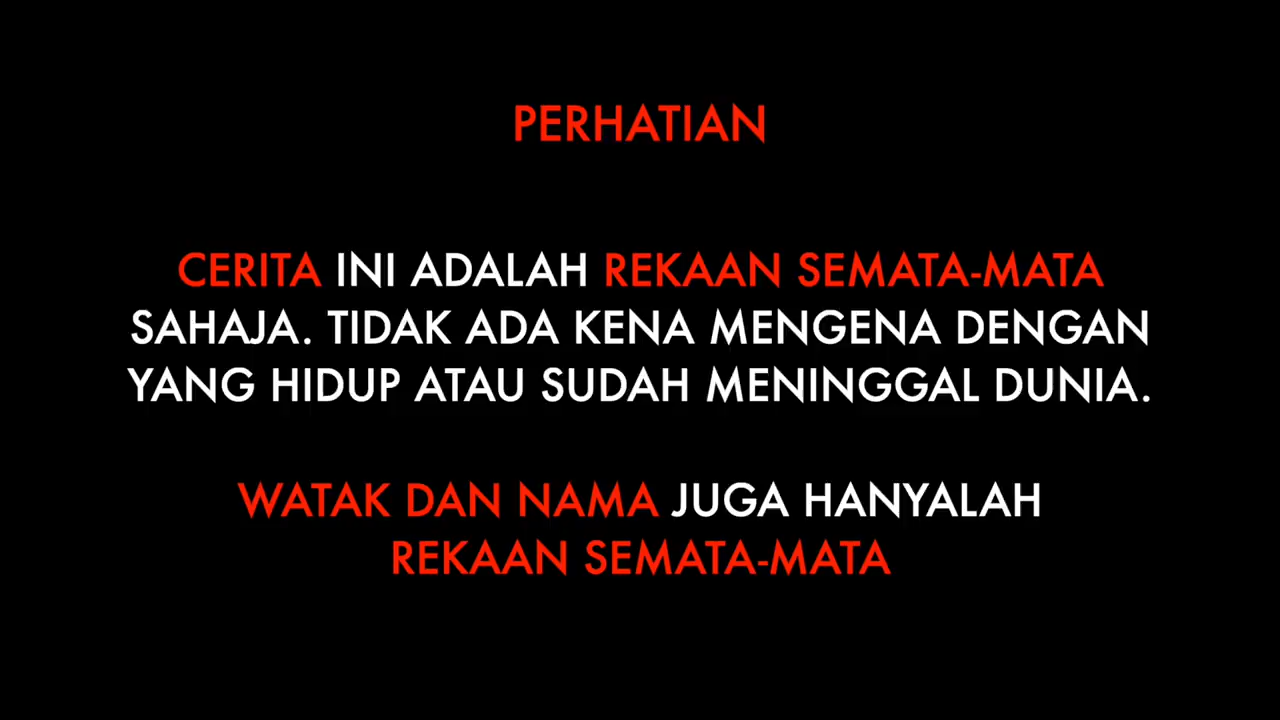 PERHATIAN
CERITA INI ADALAH REKAAN SEMATA-MATA
SAHAJA. TIDAK ADA KENA MENGENA DENGAN
YANG HIDUP ATAU SUDAH MENINGGAL DUNIA.
WATAK DAN NAMA JUGA HANYALAH
REKAAN SEMATA-MATA